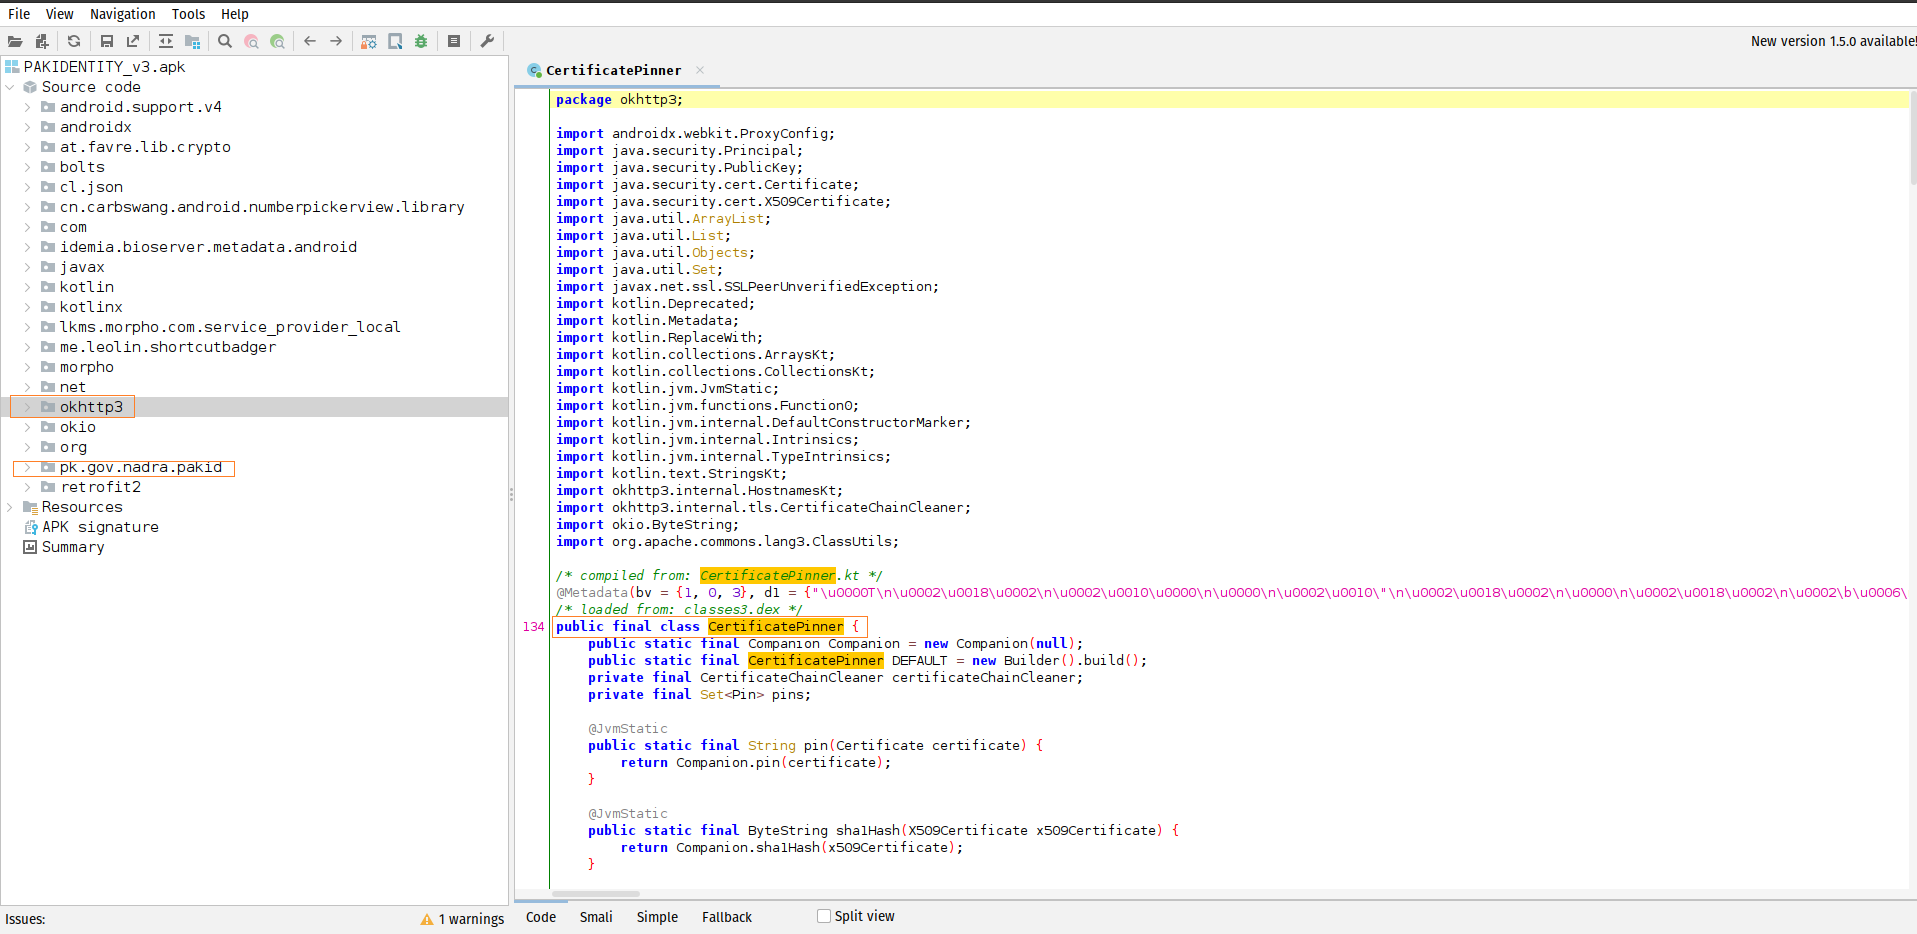 File View Navigation Tools Help
New version 1.5.0 available!
PAKIDENTITY_v3.apk
Source code
android.support.v4
androidx
at.favre.lib.crypto
bolts
cl.json
cn.carbswang.android.numberpickerview.library
com
idemia.bioserver.metadata.android
javax
kotlin
kotlinx
lkms.morpho.com.service_provider_local
me.leolin.shortcutbadger
morpho
net
okhttp3
okio
org
pk.gov.nadra.pakid
retrofit2
Resources
APK signature
Summary
Issues:
1 warnings
CertificatePinner
package okhttp3;
import androidx.webkit.ProxyConfig;
import java.security.Principal;
import java.security.PublicKey;
import java.security.cert.Certificate;
import java.security.cert.X509Certificate;
import java.util.ArrayList;
import java.util.List;
import java.util.Objects;
import java.util.Set;
import javax.net.ssl.SSLPeerUnverifiedException;
import kotlin.Deprecated;
import kotlin.Metadata;
import kotlin.ReplaceWith;
import kotlin.collections.ArraysKt;
import kotlin.collections.CollectionsKt;
import kotlin.jvm.JvmStatic;
import kotlin.jvm.functions.Function0;
import kotlin.jvm.internal.DefaultConstructorMarker;
import kotlin.jvm.internal.Intrinsics;
import kotlin.jvm.internal.TypeIntrinsics;
import kotlin.text.StringsKt;
import okhttp3.internal.HostnamesKt;
import okhttp3.internal.tls.CertificateChainCleaner;
import okio.ByteString;
import org.apache.commons.lang3.ClassUtils;
/* compiled from: CertificatePinner.kt */
@Metadata(bv = {1, 0, 3}, d1 = {"\u0000T\n\u0002\u0018\u0002\n\u0002\u0010\u0000\n\u0000\n\u0002\u0010\"\n\u0002\u0018\u0002\n\u0000\n\u0002\u0018\u0002\n\u0002\b\u0006\
/* loaded from: classes3.dex */
134 public final class CertificatePinner {
public static final Companion Companion = new Companion(null);
public static final CertificatePinner DEFAULT = new Builder().build();
private final CertificateChainCleaner certificateChainCleaner;
private final Set<Pin> pins;
@JvmStatic
public static final String pin(Certificate certificate) {
return Companion.pin(certificate);
}
@JvmStatic
public static final ByteString sha1Hash(X509Certificate x509Certificate) {
return Companion.sha1Hash(x509Certificate);
}
Code Smali Simple Fallback Split view